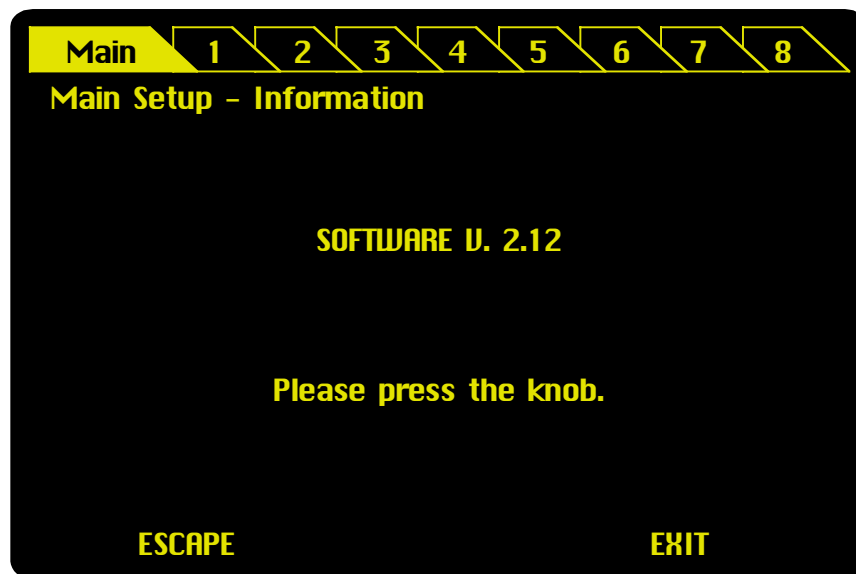 Main 1 2 3 4 5 6 7 8
Main Setup - Information
SOFTWARE V. 2.12
Please press the knob.
ESCAPE EXIT